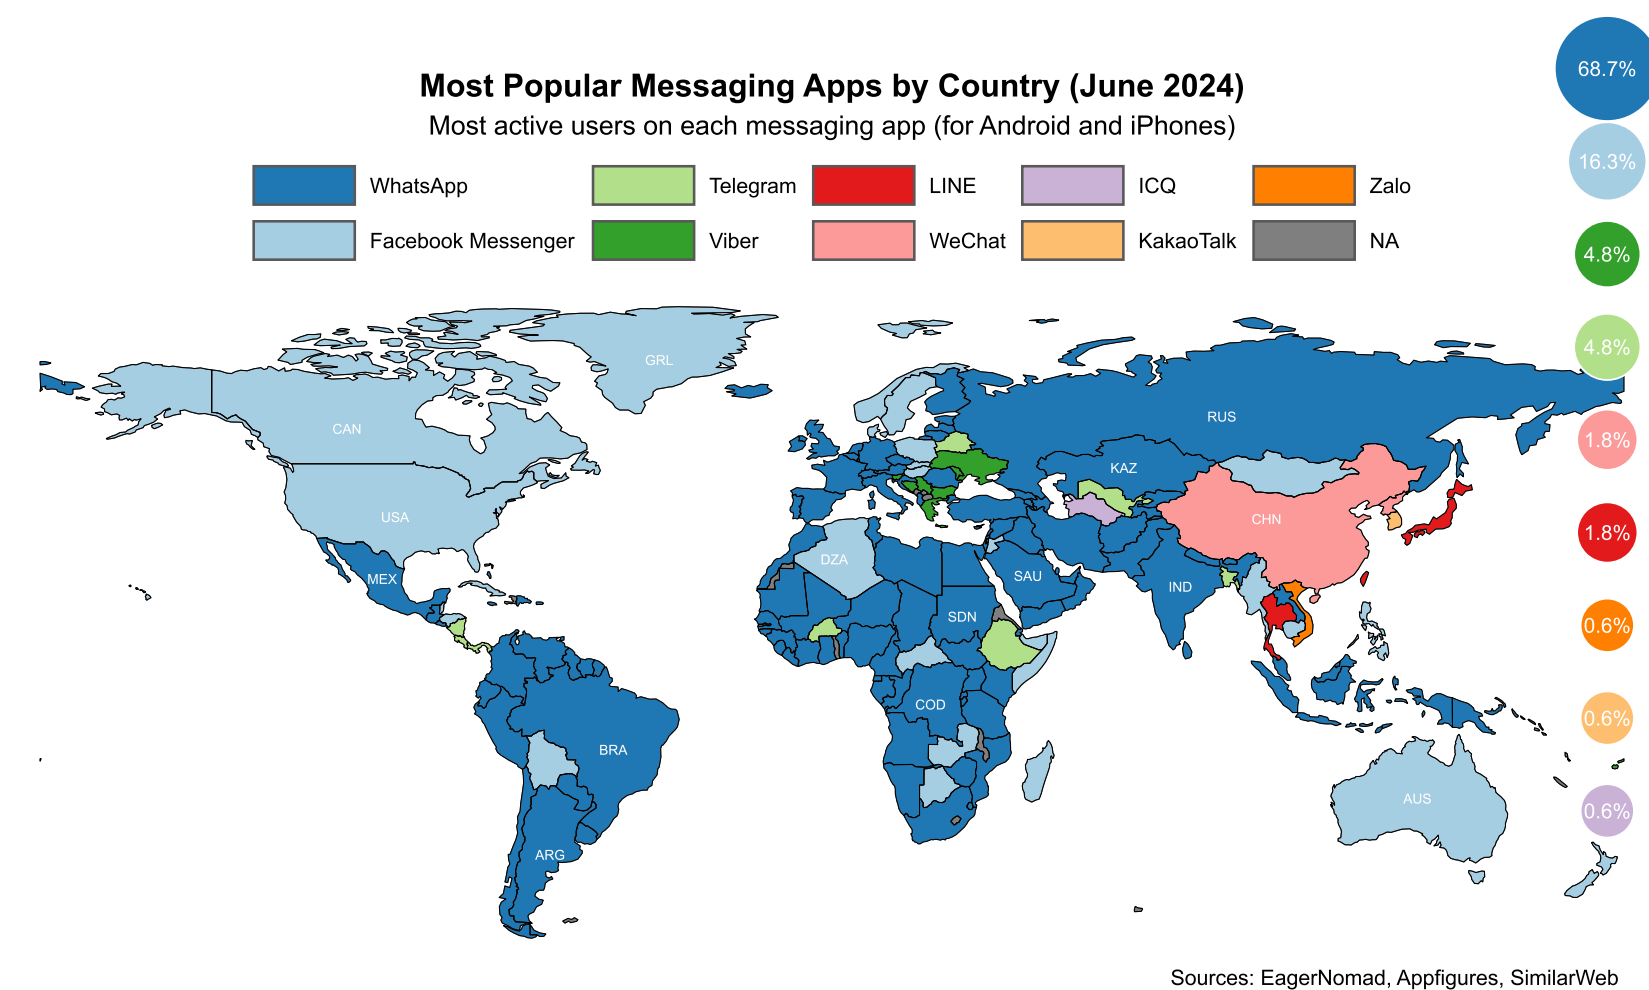 Most Popular Messaging Apps by Country (June 2024)
Most active users on each messaging app (for Android and iPhones)
WhatsApp
Telegram
LINE
ICQ
Zalo
Facebook Messenger
Viber
WeChat
KakaoTalk
NA
68.7%
16.3%
4.8%
4.8%
1.8%
1.8%
0.6%
0.6%
0.6%
GRL
CAN
RUS
KAZ
USA
CHN
DZA
MEX
SAU
IND
SDN
COD
BRA
AUS
ARG
Sources: EagerNomad, Appfigures, SimilarWeb